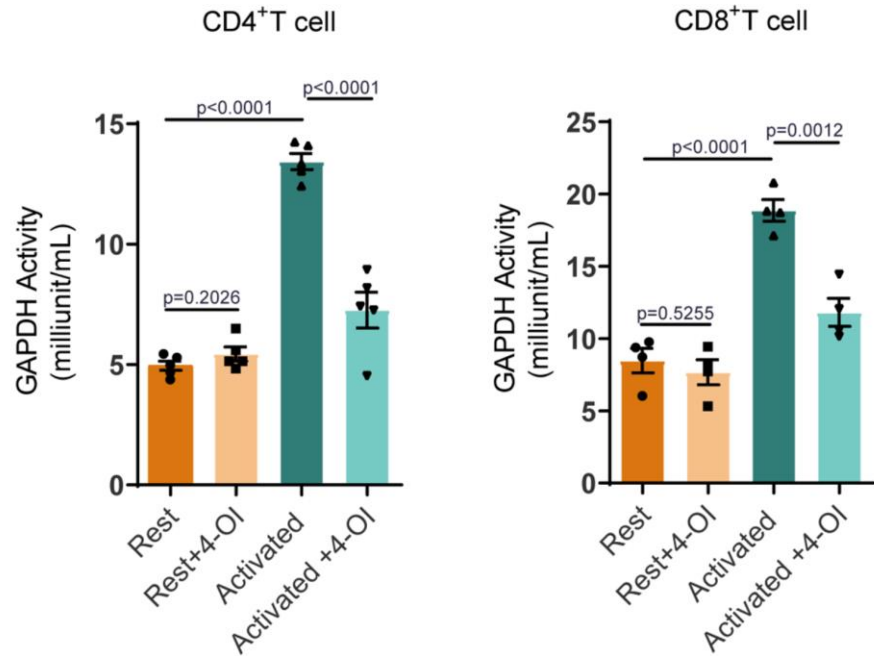 CD4⁺T cell
p<0.0001
p<0.0001
15
10
5
0
GAPDH Activity
(milliunit/mL)
p=0.2026
Rest
Rest+4-OI
Activated
Activated +4-OI
CD8⁺T cell
p=0.0012
p<0.0001
25
20
15
10
5
0
GAPDH Activity
(milliunit/mL)
p=0.5255
Rest
Rest+4-OI
Activated
Activated +4-OI